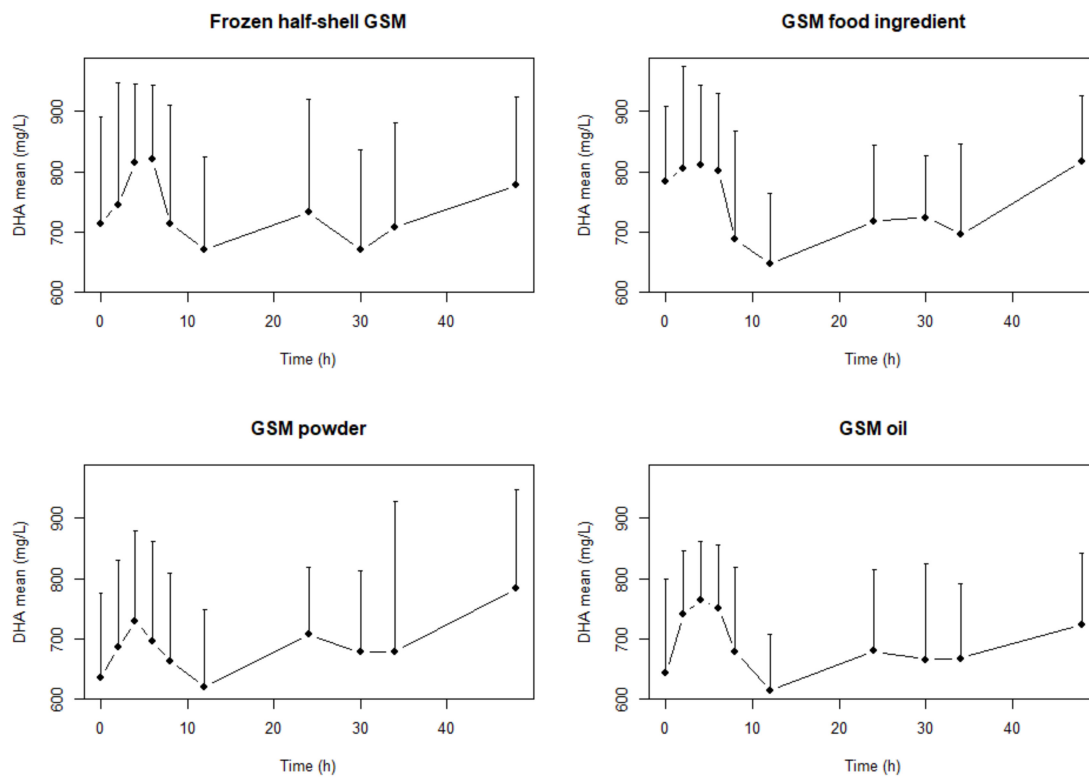 Frozen half-shell GSM
DHA mean (mg/L)
900
800
700
600
0 10 20 30 40
Time (h)
GSM food ingredient
DHA mean (mg/L)
900
800
700
600
0 10 20 30 40
Time (h)
GSM powder
DHA mean (mg/L)
900
800
700
600
0 10 20 30 40
Time (h)
GSM oil
DHA mean (mg/L)
900
800
700
600
0 10 20 30 40
Time (h)